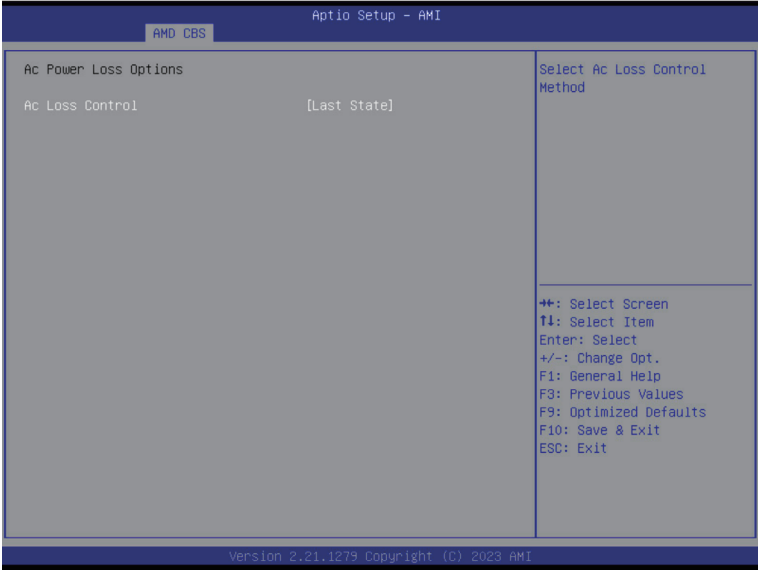 Aptio Setup – AMI
AMD CBS
Ac Power Loss Options
Ac Loss Control [Last State]
Select Ac Loss Control
Method
→←: Select Screen
↑↓: Select Item
Enter: Select
+/-: Change Opt.
F1: General Help
F3: Previous Values
F9: Optimized Defaults
F10: Save & Exit
ESC: Exit
Version 2.21.1279 Copyright (C) 2023 AMI